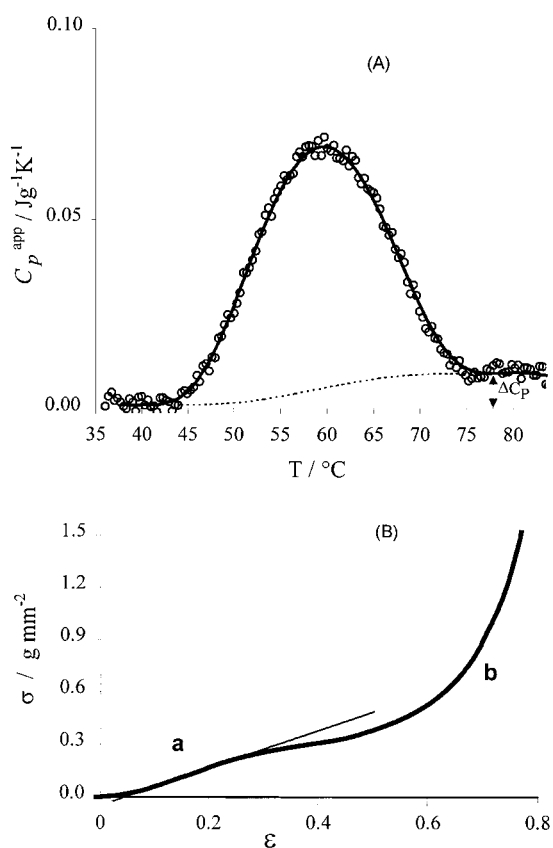 0.10
(A)
0.05
C_p^app / Jg^-1K^-1
0.00
ΔC_P
35 40 45 50 55 60 65 70 75 80
T / °C
1.5
(B)
1.2
0.9
σ / g mm^-2
0.6
b
0.3
a
0.0
0 0.2 0.4 0.6 0.8
ε